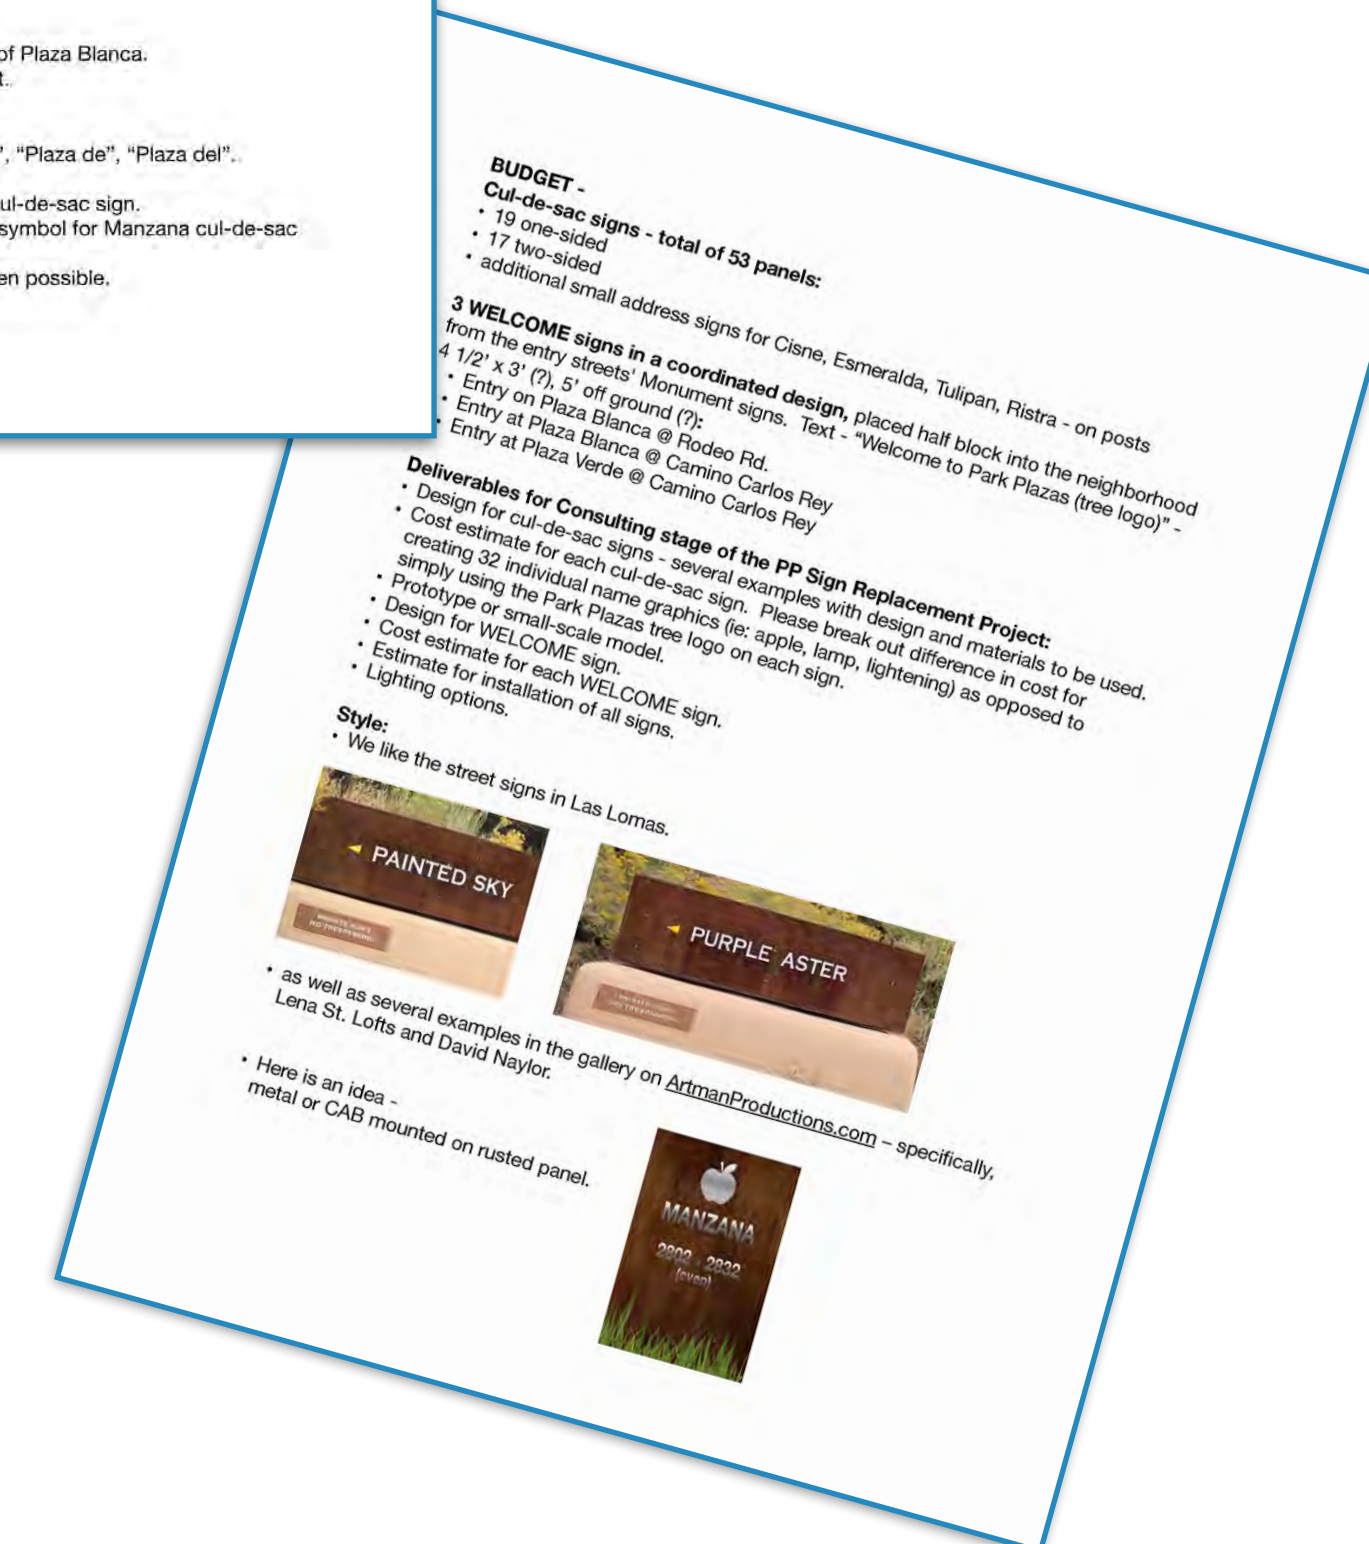 of Plaza Blanca.
t.
”, “Plaza de”, “Plaza del”.
ul-de-sac sign.
symbol for Manzana cul-de-sac
en possible.
BUDGET -
Cul-de-sac signs - total of 53 panels:
• 19 one-sided
• 17 two-sided
• additional small address signs for Cisne, Esmeralda, Tulipan, Ristra - on posts
3 WELCOME signs in a coordinated design, placed half block into the neighborhood
from the entry streets' Monument signs. Text - “Welcome to Park Plazas (tree logo)” -
4 1/2’ x 3’ (?), 5’ off ground (?):
• Entry on Plaza Blanca @ Rodeo Rd.
• Entry at Plaza Blanca @ Camino Carlos Rey
• Entry at Plaza Verde @ Camino Carlos Rey
Deliverables for Consulting stage of the PP Sign Replacement Project:
• Design for cul-de-sac signs - several examples with design and materials to be used.
• Cost estimate for each cul-de-sac sign. Please break out difference in cost for
creating 32 individual name graphics (ie: apple, lamp, lightening) as opposed to
simply using the Park Plazas tree logo on each sign.
• Prototype or small-scale model.
• Design for WELCOME sign.
• Cost estimate for each WELCOME sign.
• Estimate for installation of all signs.
• Lighting options.
Style:
• We like the street signs in Las Lomas.
PAINTED SKY
PURPLE ASTER
• as well as several examples in the gallery on ArtmanProductions.com – specifically,
Lena St. Lofts and David Naylor.
• Here is an idea -
metal or CAB mounted on rusted panel.
MANZANA
2802 - 2832
(even)